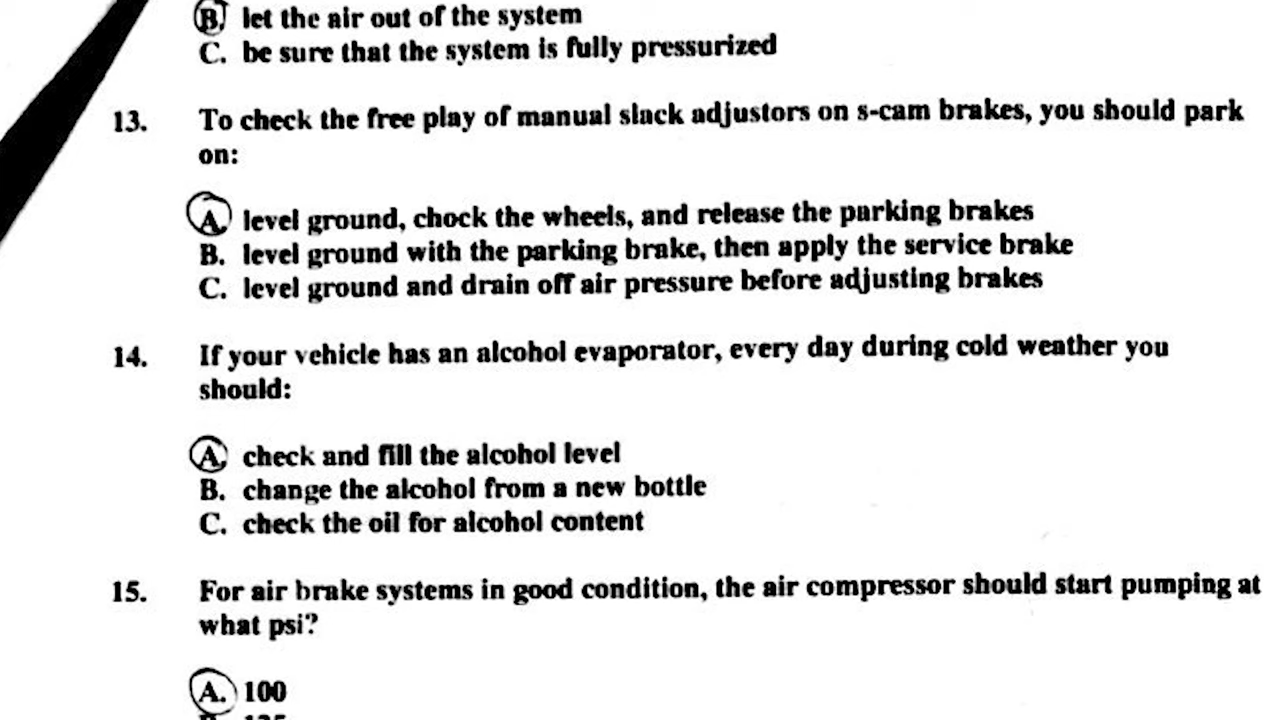 B. let the air out of the system
C. be sure that the system is fully pressurized
13. To check the free play of manual slack adjustors on s-cam brakes, you should park
on:
A. level ground, chock the wheels, and release the parking brakes
B. level ground with the parking brake, then apply the service brake
C. level ground and drain off air pressure before adjusting brakes
14. If your vehicle has an alcohol evaporator, every day during cold weather you
should:
A. check and fill the alcohol level
B. change the alcohol from a new bottle
C. check the oil for alcohol content
15. For air brake systems in good condition, the air compressor should start pumping at
what psi?
A. 100